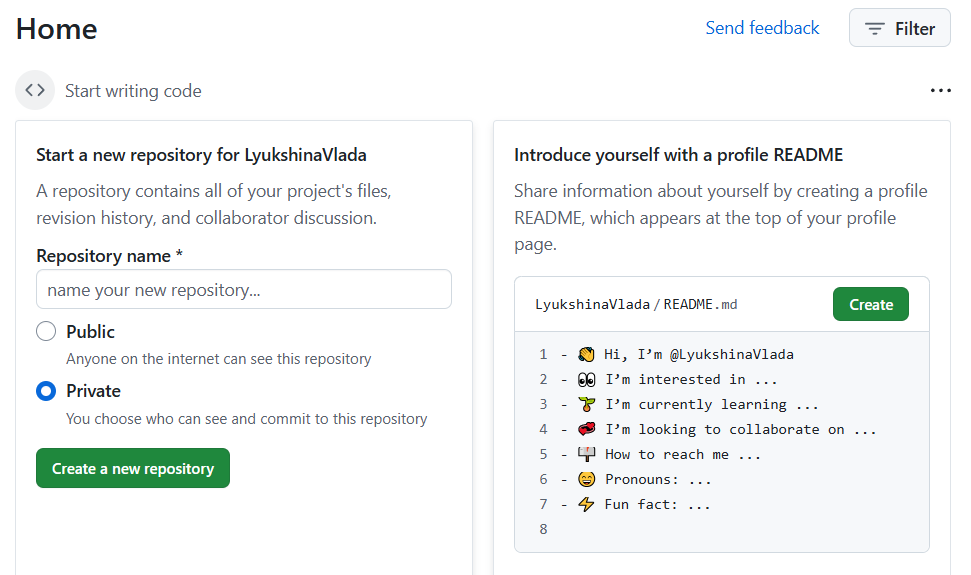 Home
Send feedback
Filter
Start writing code
Start a new repository for LyukshinaVlada
A repository contains all of your project's files,
revision history, and collaborator discussion.
Repository name *
name your new repository...
Public
Anyone on the internet can see this repository
Private
You choose who can see and commit to this repository
Create a new repository
Introduce yourself with a profile README
Share information about yourself by creating a profile
README, which appears at the top of your profile
page.
LyukshinaVlada/README.md
Create
1 - 👋 Hi, I’m @LyukshinaVlada
2 - 👀 I’m interested in ...
3 - 🌱 I’m currently learning ...
4 - 💞️ I’m looking to collaborate on ...
5 - 📫 How to reach me ...
6 - 😄 Pronouns: ...
7 - ⚡ Fun fact: ...
8